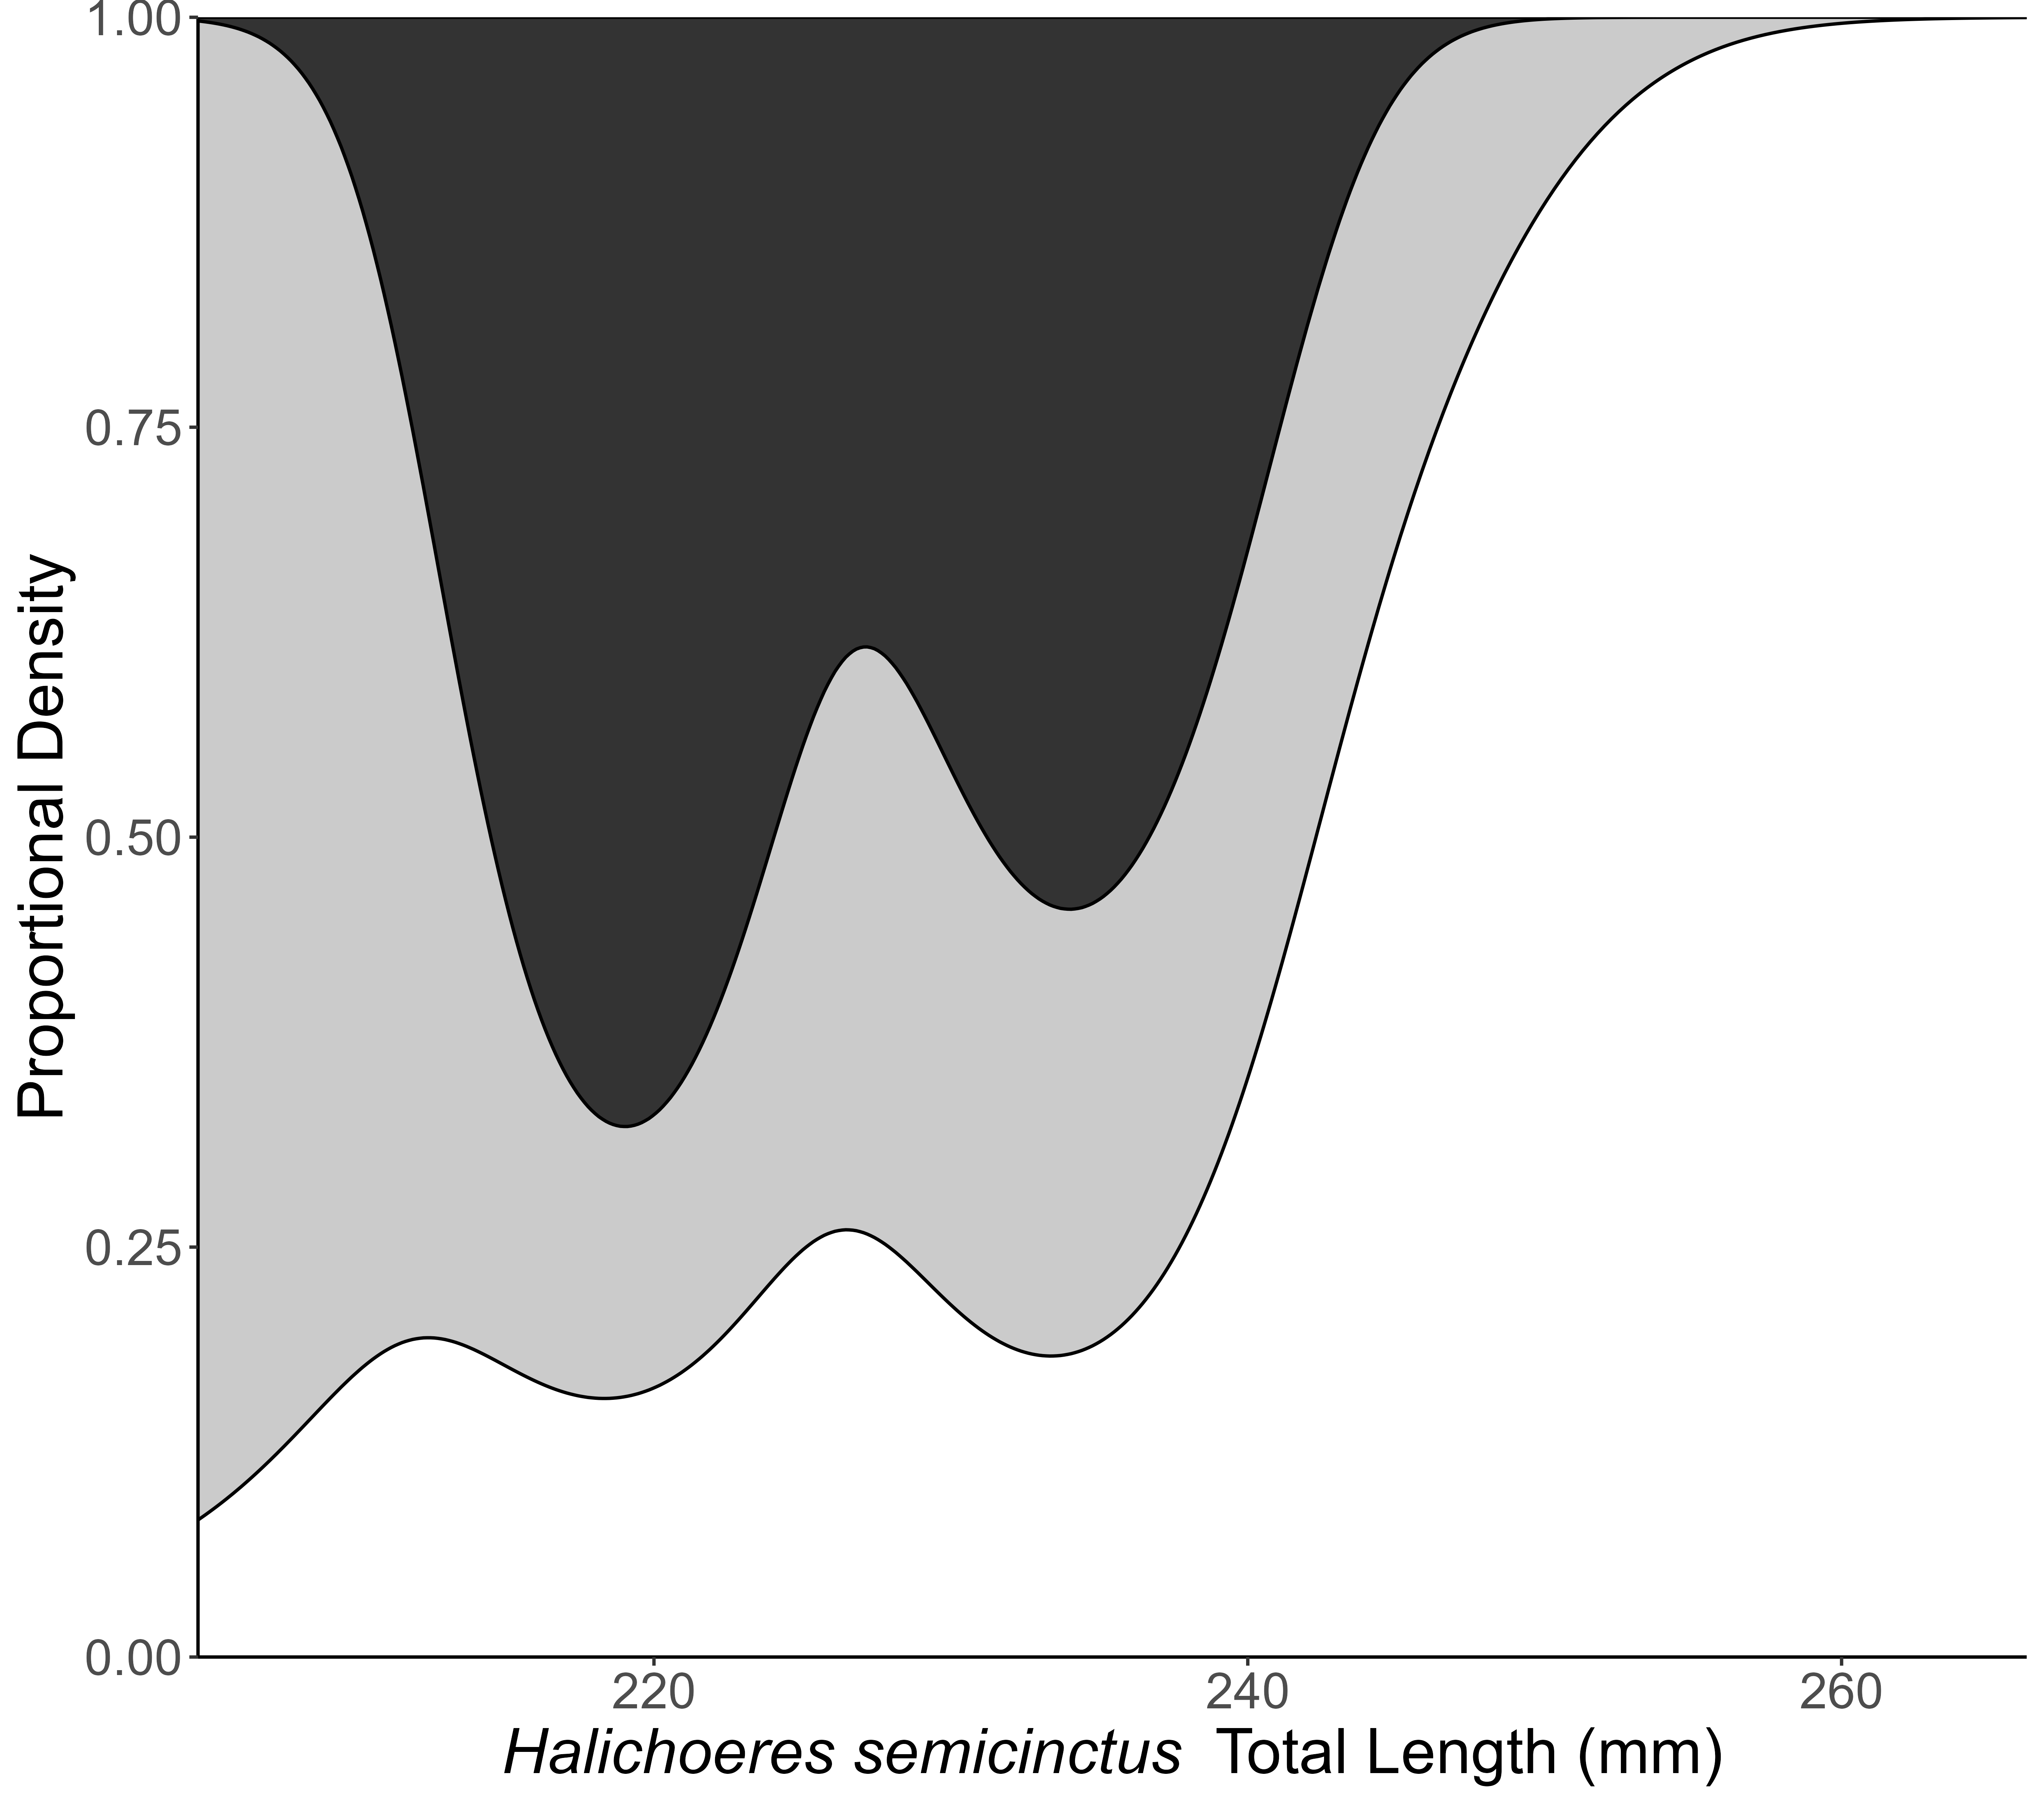 1.00
0.75
0.50
0.25
0.00
Proportional Density
220 240 260
Halichoeres semicinctus Total Length (mm)